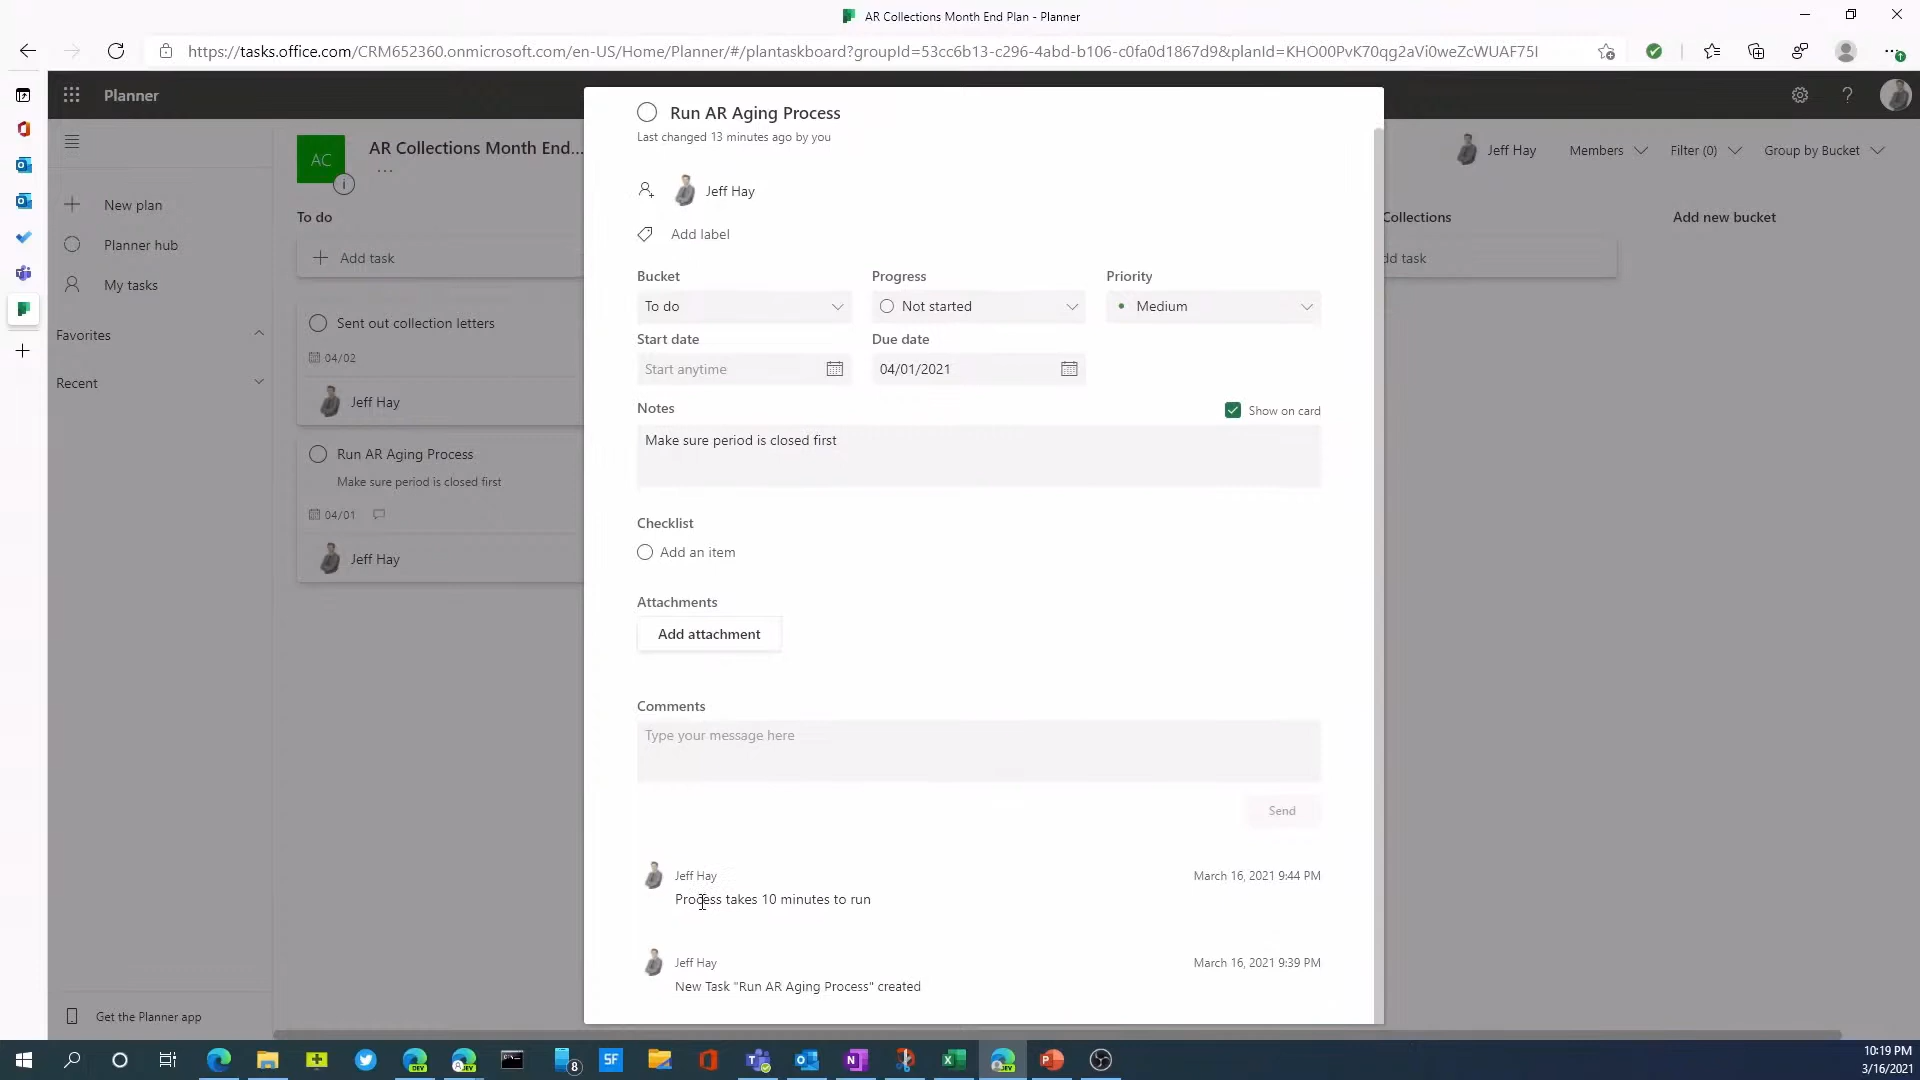 AR Collections Month End Plan - Planner
https://tasks.office.com/CRM652360.onmicrosoft.com/en-US/Home/Planner/#/plantaskboard?groupId=53cc6b13-c296-4abd-b106-c0fa0d1867d9&planId=KHO00PvK70qg2aVi0weZcWUAF75I
Planner
New plan
Planner hub
My tasks
Favorites
Recent
Get the Planner app
AC
AR Collections Month End...
Jeff Hay
Members
Filter (0)
Group by Bucket
To do
Add task
Sent out collection letters
04/02
Jeff Hay
Run AR Aging Process
Make sure period is closed first
04/01
Jeff Hay
Run AR Aging Process
Last changed 13 minutes ago by you
Jeff Hay
Add label
Bucket
Progress
Priority
To do
Not started
Medium
Start date
Due date
Start anytime
04/01/2021
Notes
Show on card
Make sure period is closed first
Checklist
Add an item
Attachments
Add attachment
Comments
Type your message here
Send
Jeff Hay
March 16, 2021 9:44 PM
Process takes 10 minutes to run
Jeff Hay
March 16, 2021 9:39 PM
New Task "Run AR Aging Process" created
Collections
dd task
Add new bucket
DEV
DEV
8
SF
10:19 PM
3/16/2021